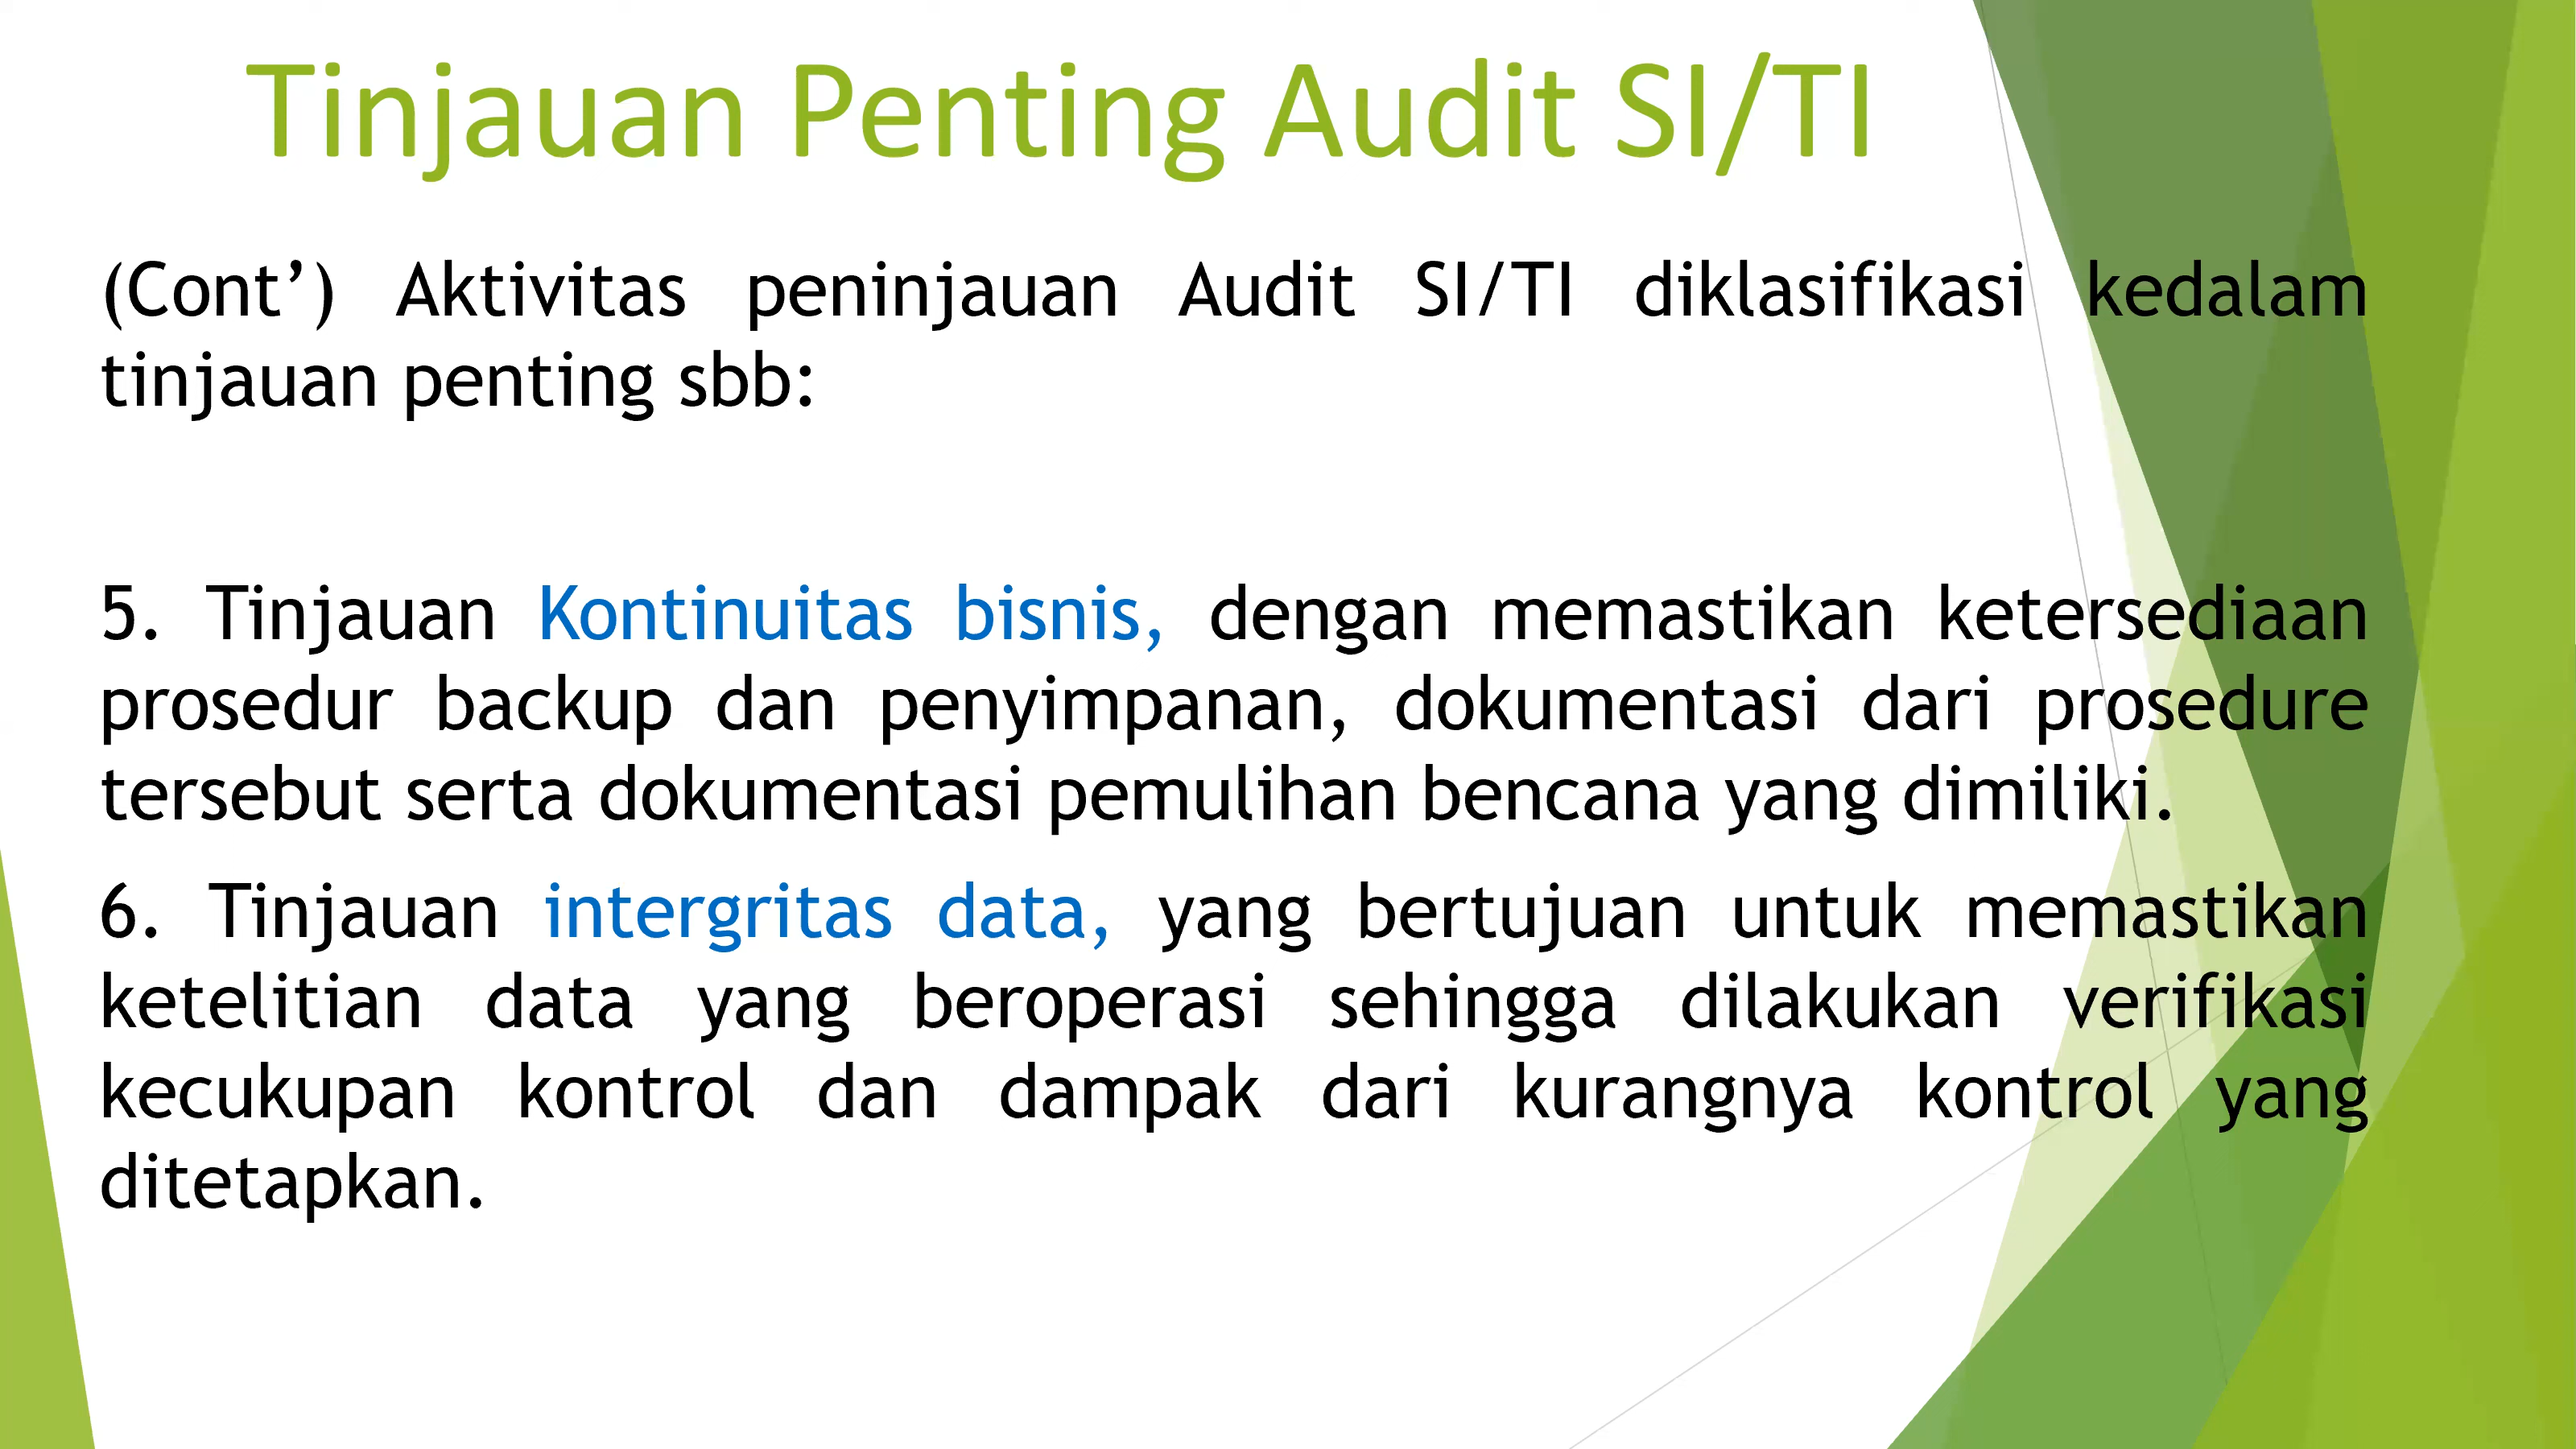 Tinjauan Penting Audit SI/TI
(Cont’) Aktivitas peninjauan Audit SI/TI diklasifikasi kedalam
tinjauan penting sbb:
5. Tinjauan Kontinuitas bisnis, dengan memastikan ketersediaan
prosedur backup dan penyimpanan, dokumentasi dari prosedure
tersebut serta dokumentasi pemulihan bencana yang dimiliki.
6. Tinjauan intergritas data, yang bertujuan untuk memastikan
ketelitian data yang beroperasi sehingga dilakukan verifikasi
kecukupan kontrol dan dampak dari kurangnya kontrol yang
ditetapkan.